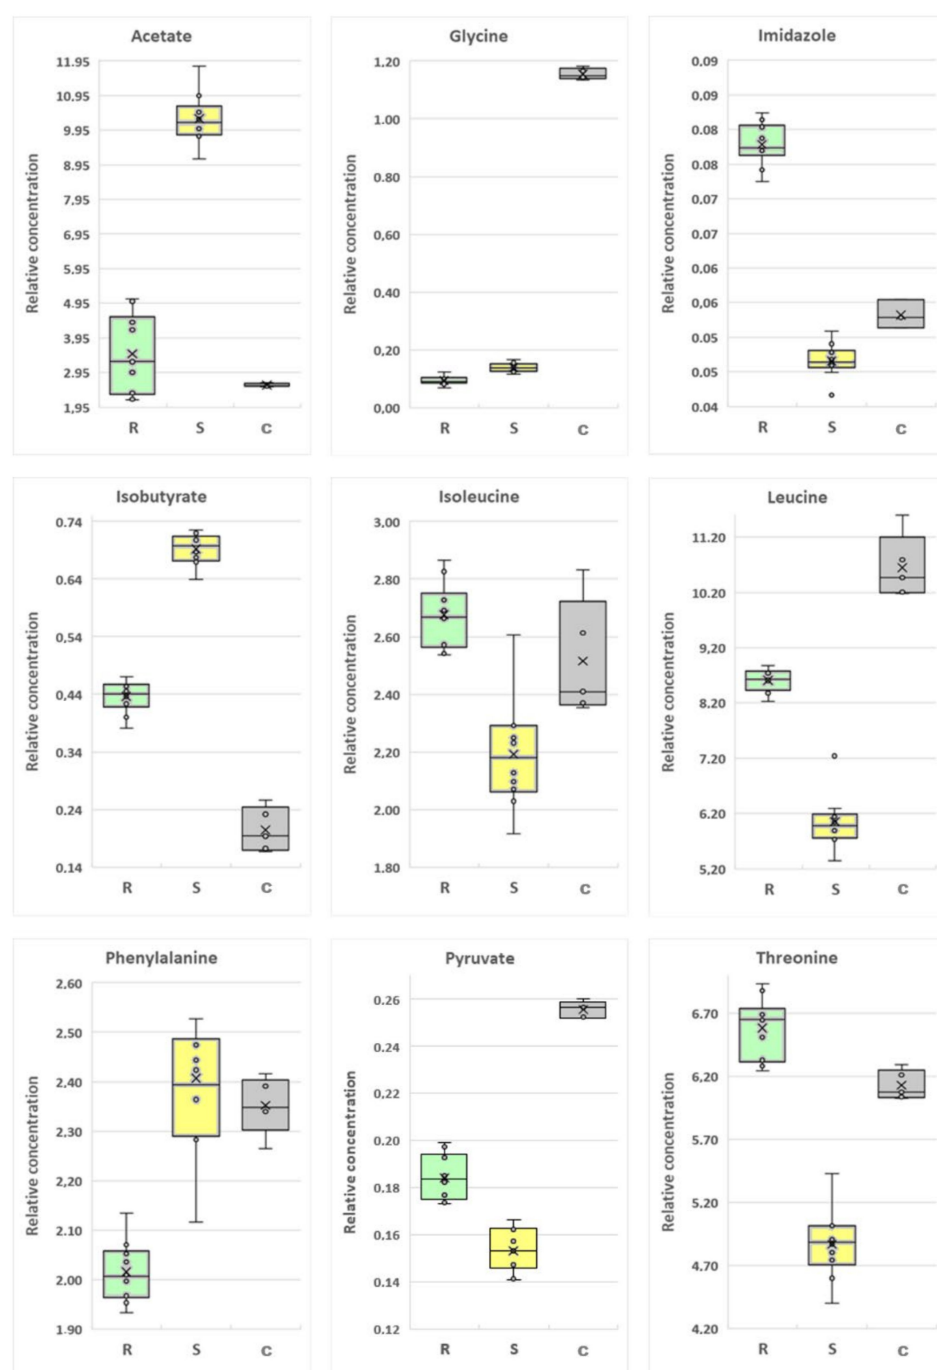 Acetate
Relative concentration
11.95
10.95
9.95
8.95
7.95
6.95
5.95
4.95
3.95
2.95
1,95
R S C
Glycine
Relative concentration
1.20
1.00
0.80
0,60
0.40
0,20
0,00
R S C
Imidazole
Relative concentration
0.09
0.09
0.08
0.08
0.07
0.07
0.06
0.06
0.05
0.05
0.04
R S C
Isobutyrate
Relative concentration
0.74
0.64
0.54
0.44
0.34
0.24
0.14
R S C
Isoleucine
Relative concentration
3.00
2.80
2.60
2.40
2.20
2.00
1.80
R S C
Leucine
Relative concentration
11.20
10.20
9.20
8.20
7.20
6.20
5.20
R S C
Phenylalanine
Relative concentration
2,60
2.50
2.40
2.30
2,20
2.10
2.00
1.90
R S C
Pyruvate
Relative concentration
0.26
0.24
0.22
0.20
0.18
0.16
0.14
0.12
R S C
Threonine
Relative concentration
6.70
6.20
5.70
5.20
4.70
4.20
R S C